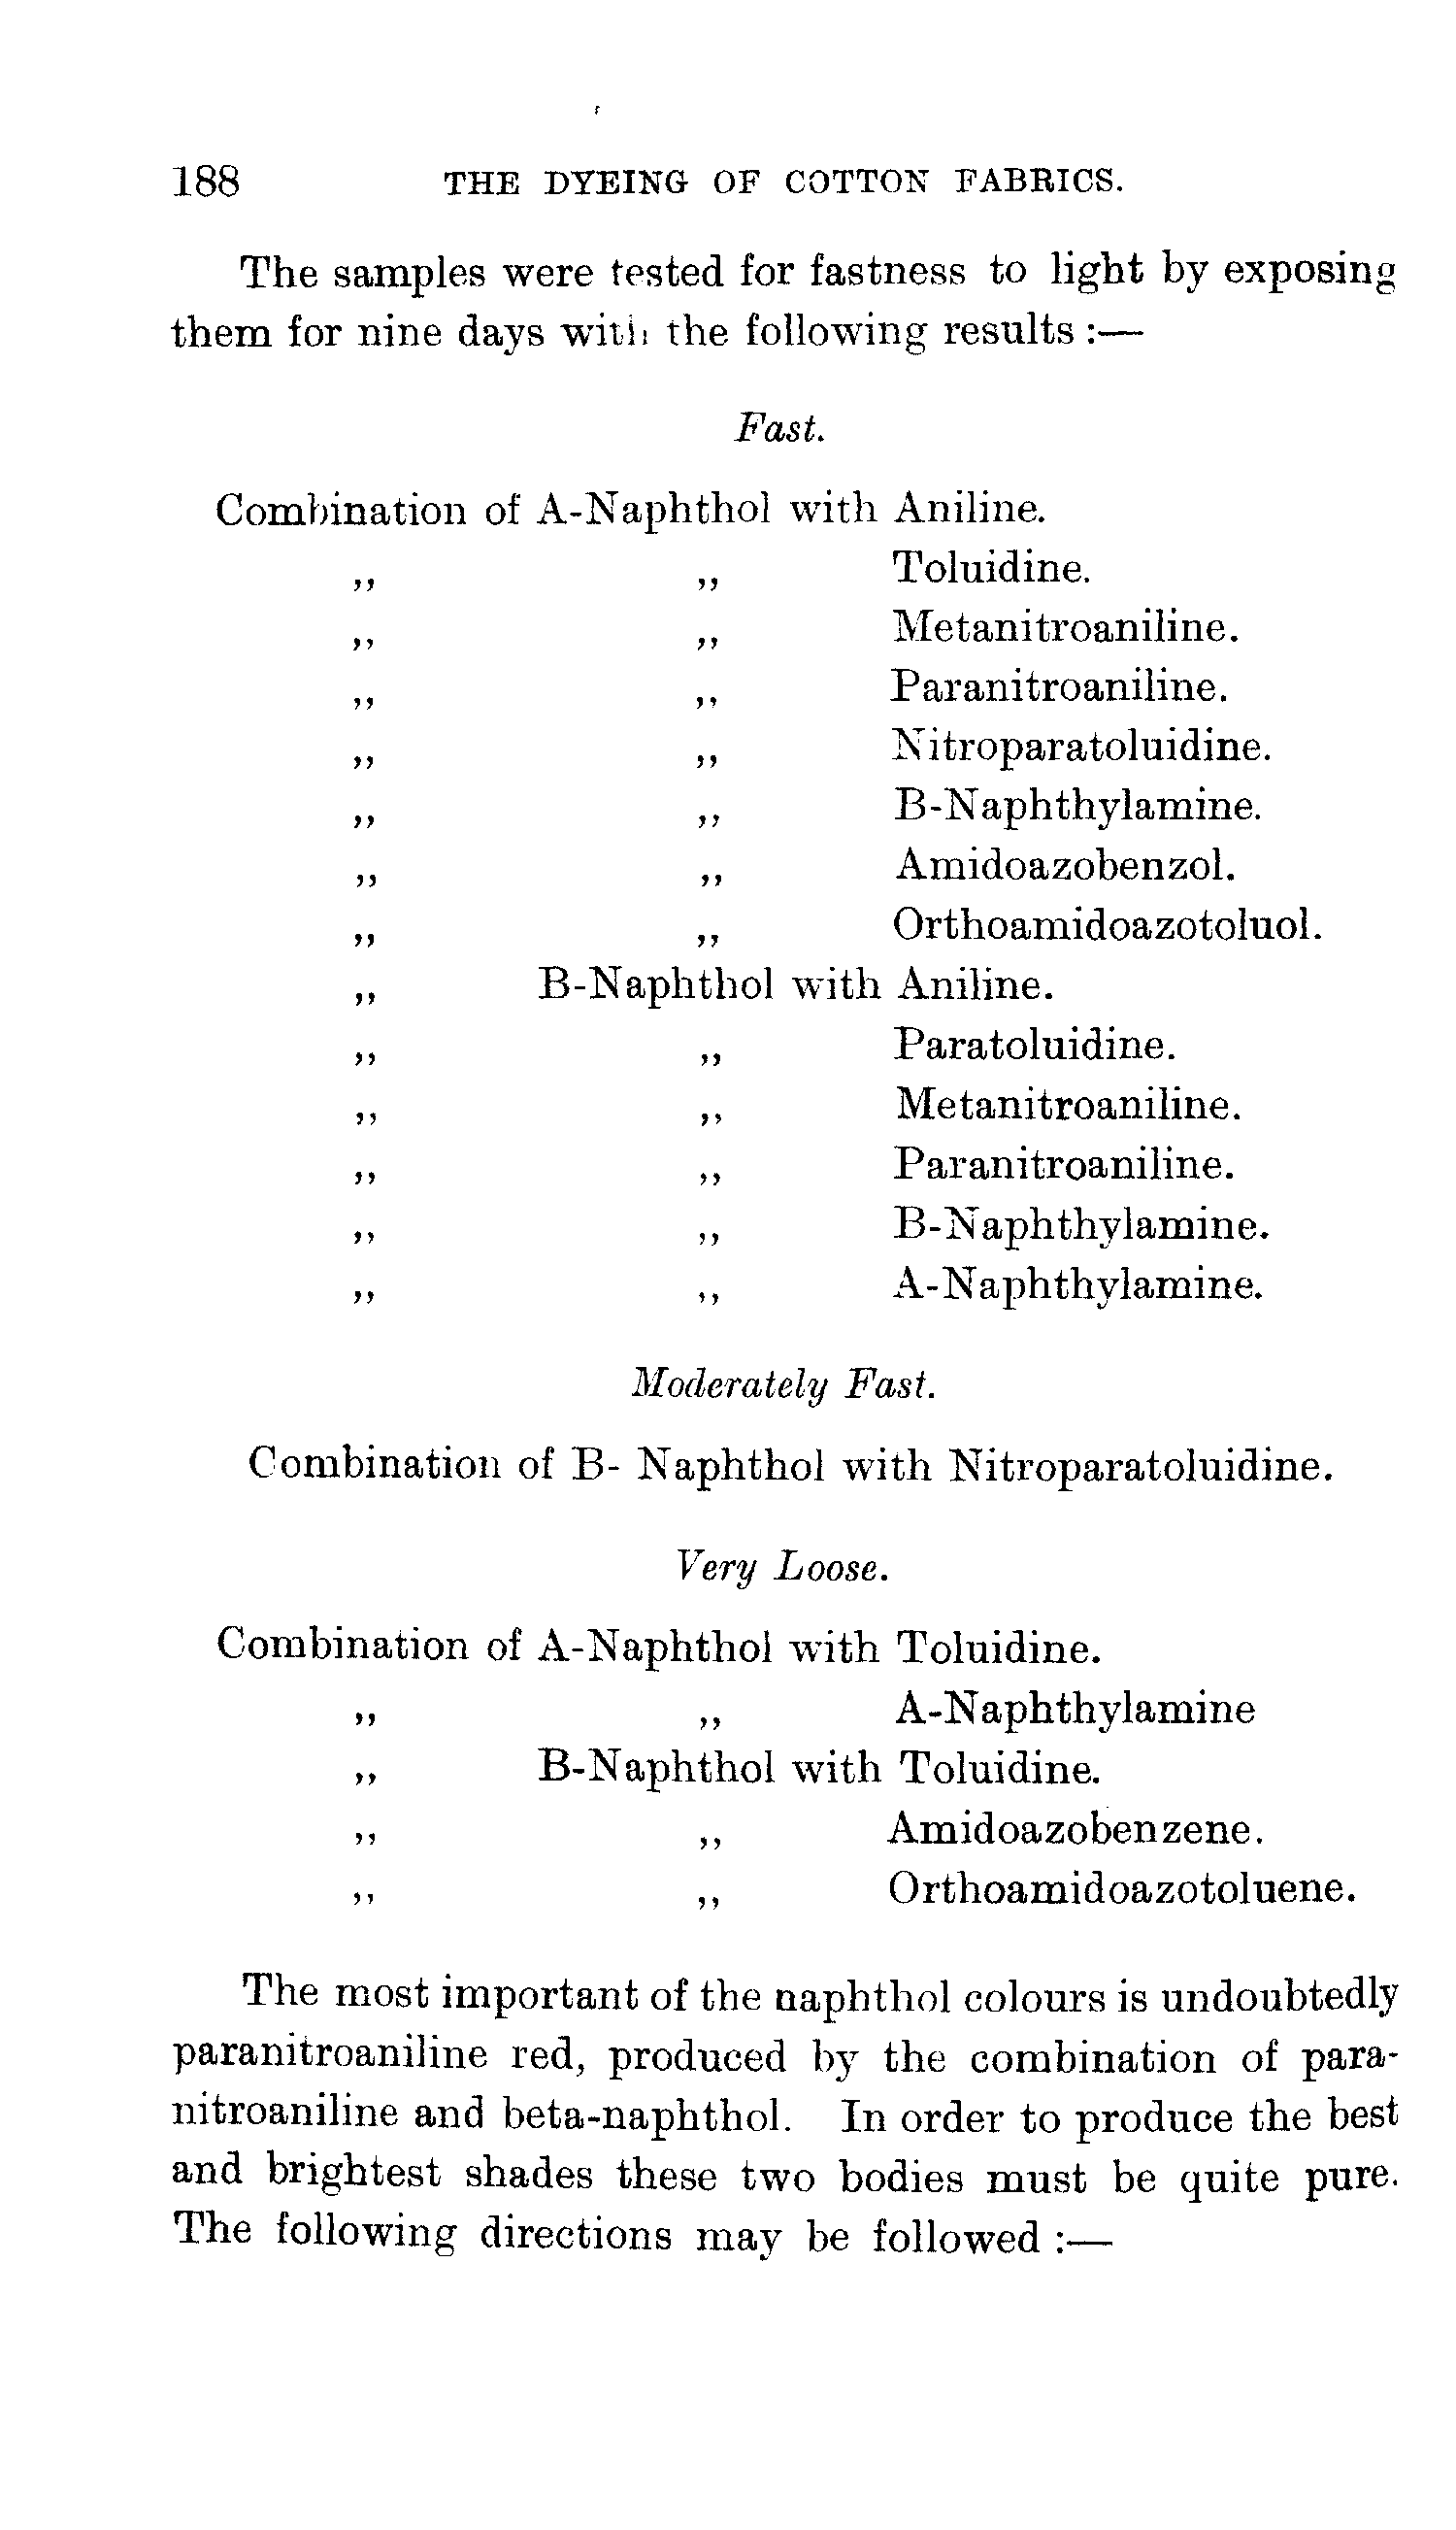 188 THE DYEING OF COTTON FABRICS.
The samples were tested for fastness to light by exposing
them for nine days with the following results :—
Fast.
Combination of A-Naphthol with Aniline.
„ „ Toluidine.
„ „ Metanitroaniline.
„ „ Paranitroaniline.
„ „ Nitroparatoluidine.
„ „ B-Naphthylamine.
„ „ Amidoazobenzol.
„ „ Orthoamidoazotoluol.
„ B-Naphthol with Aniline.
„ „ Paratoluidine.
„ „ Metanitroaniline.
„ „ Paranitroaniline.
„ „ B-Naphthylamine.
„ „ A-Naphthylamine.
Moderately Fast.
Combination of B- Naphthol with Nitroparatoluidine.
Very Loose.
Combination of A-Naphthol with Toluidine.
„ „ A-Naphthylamine
„ B-Naphthol with Toluidine.
„ „ Amidoazobenzene.
„ „ Orthoamidoazotoluene.
The most important of the naphthol colours is undoubtedly
paranitroaniline red, produced by the combination of para-
nitroaniline and beta-naphthol. In order to produce the best
and brightest shades these two bodies must be quite pure.
The following directions may be followed :—